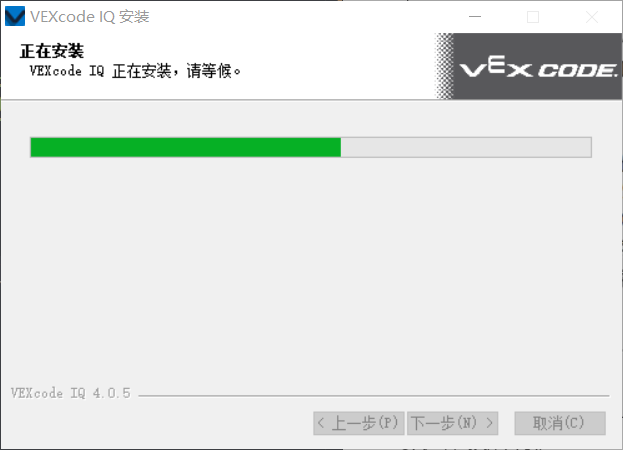 VEXcode IQ 安装
正在安装
VEXcode IQ 正在安装，请等候。
VEX CODE.
VEXcode IQ 4.0.5
< 上一步(P) 下一步(N) > 取消(C)